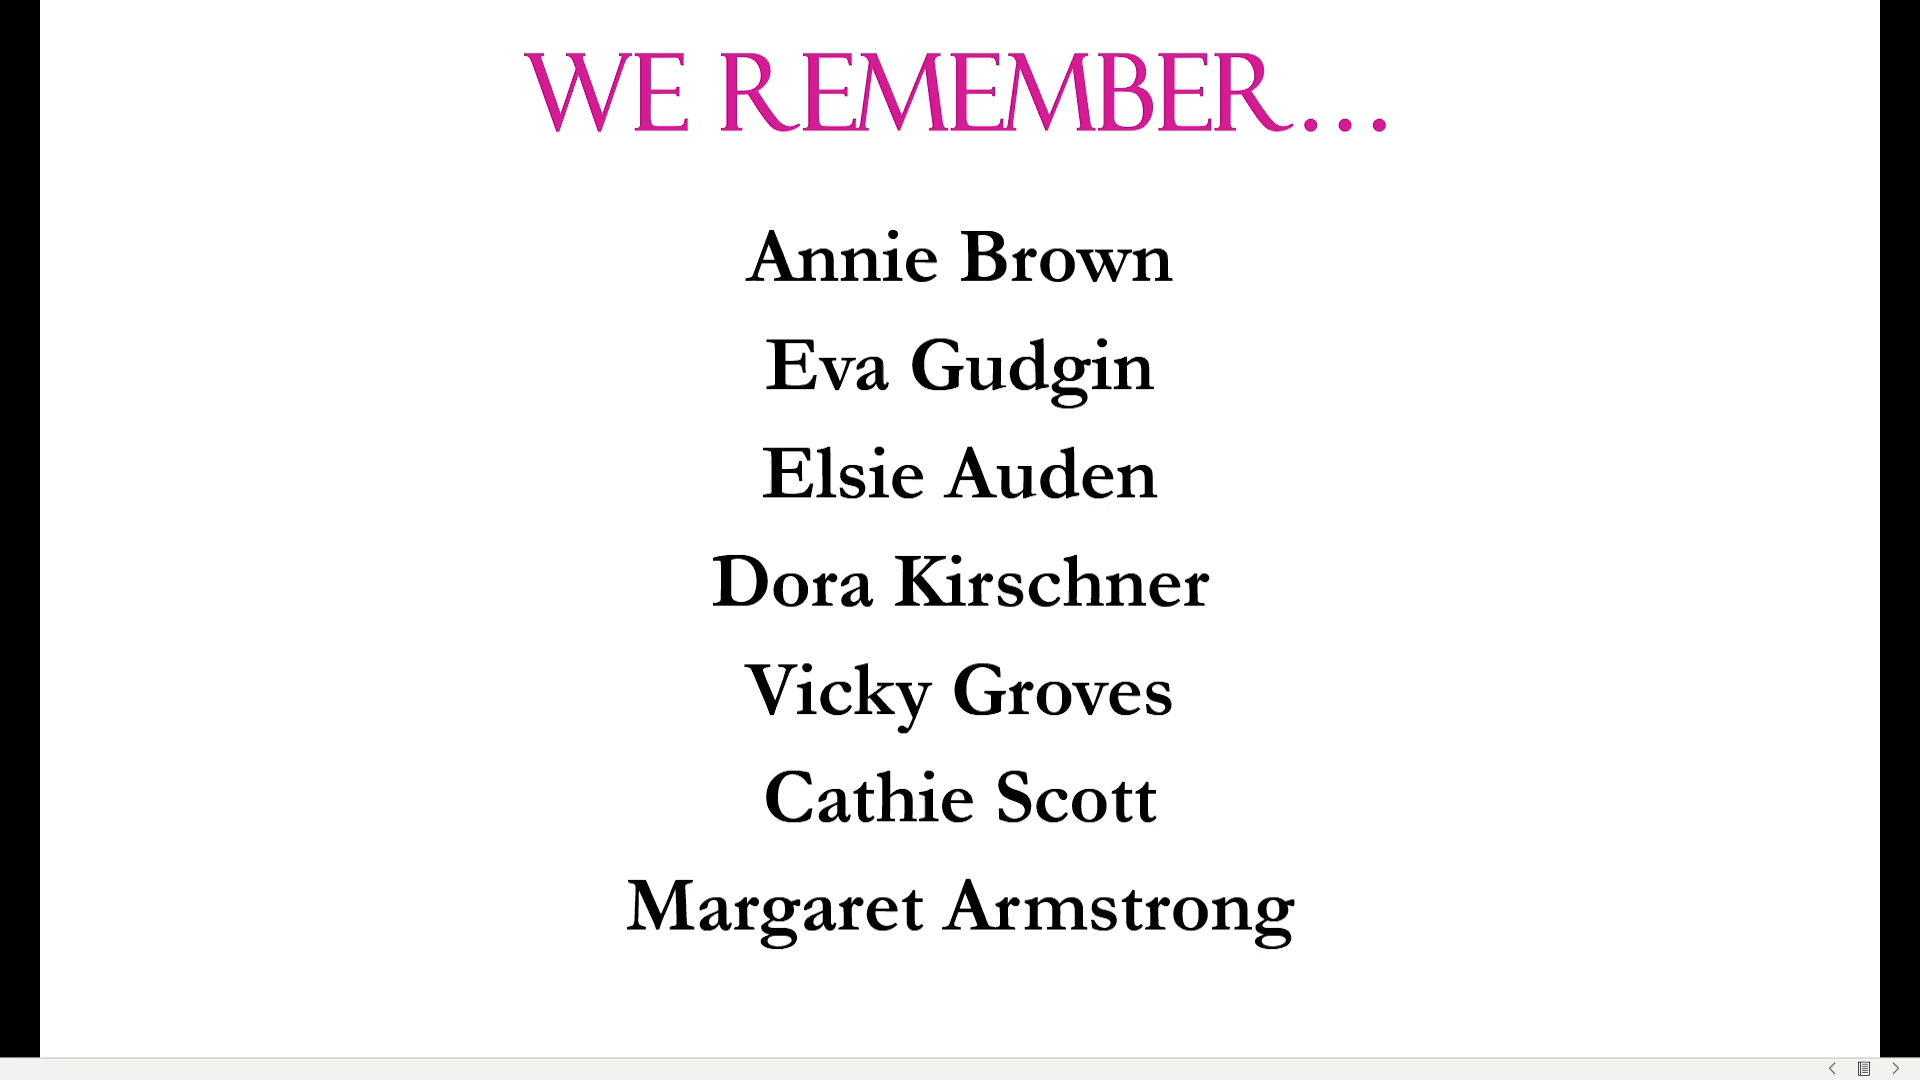 WE REMEMBER...
Annie Brown
Eva Gudgin
Elsie Auden
Dora Kirschner
Vicky Groves
Cathie Scott
Margaret Armstrong